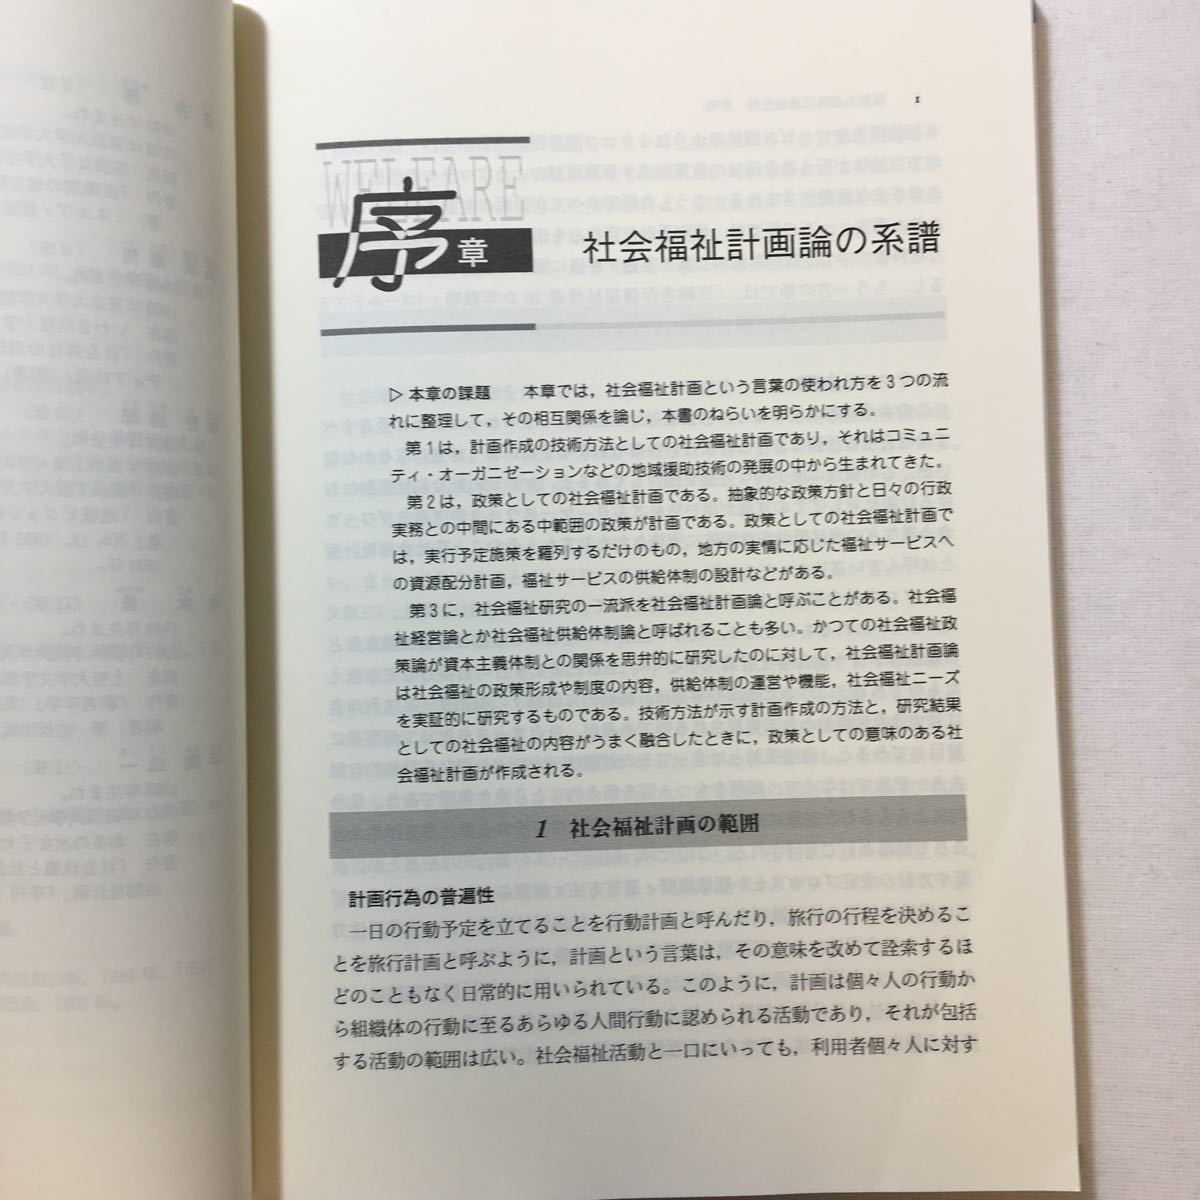 1
WELFARE
序章
社会福祉計画論の系譜
▷本章の課題　本章では，社会福祉計画という言葉の使われ方を３つの流
れに整理して，その相互関係を論じ，本書のねらいを明らかにする。
第１は，計画作成の技術方法としての社会福祉計画であり，それはコミュニ
ティ・オーガニゼーションなどの地域援助技術の発展の中から生まれてきた。
第２は，政策としての社会福祉計画である。抽象的な政策方針と日々の行政
実務との中間にある中範囲の政策が計画である。政策としての社会福祉計画で
は，実行予定施策を羅列するだけのもの，地方の実情に応じた福祉サービスへ
の資源配分計画，福祉サービスの供給体制の設計などがある。
第３に，社会福祉研究の一流派を社会福祉計画論と呼ぶことがある。社会福
祉経営論とか社会福祉供給体制論と呼ばれることも多い。かつての社会福祉政
策論が資本主義体制との関係を思弁的に研究したのに対して，社会福祉計画論
は社会福祉の政策形成や制度の内容，供給体制の運営や機能，社会福祉ニーズ
を実証的に研究するものである。技術方法が示す計画作成の方法と，研究結果
としての社会福祉の内容がうまく融合したときに，政策としての意味のある社
会福祉計画が作成される。
1　社会福祉計画の範囲
計画行為の普遍性
一日の行動予定を立てることを行動計画と呼んだり，旅行の行程を決めるこ
とを旅行計画と呼ぶように，計画という言葉は，その意味を改めて詮索するほ
どのこともなく日常的に用いられている。このように，計画は個々人の行動か
ら組織体の行動に至るあらゆる人間行動に認められる活動であり，それが包括
する活動の範囲は広い。社会福祉活動と一口にいっても，利用者個々人に対す